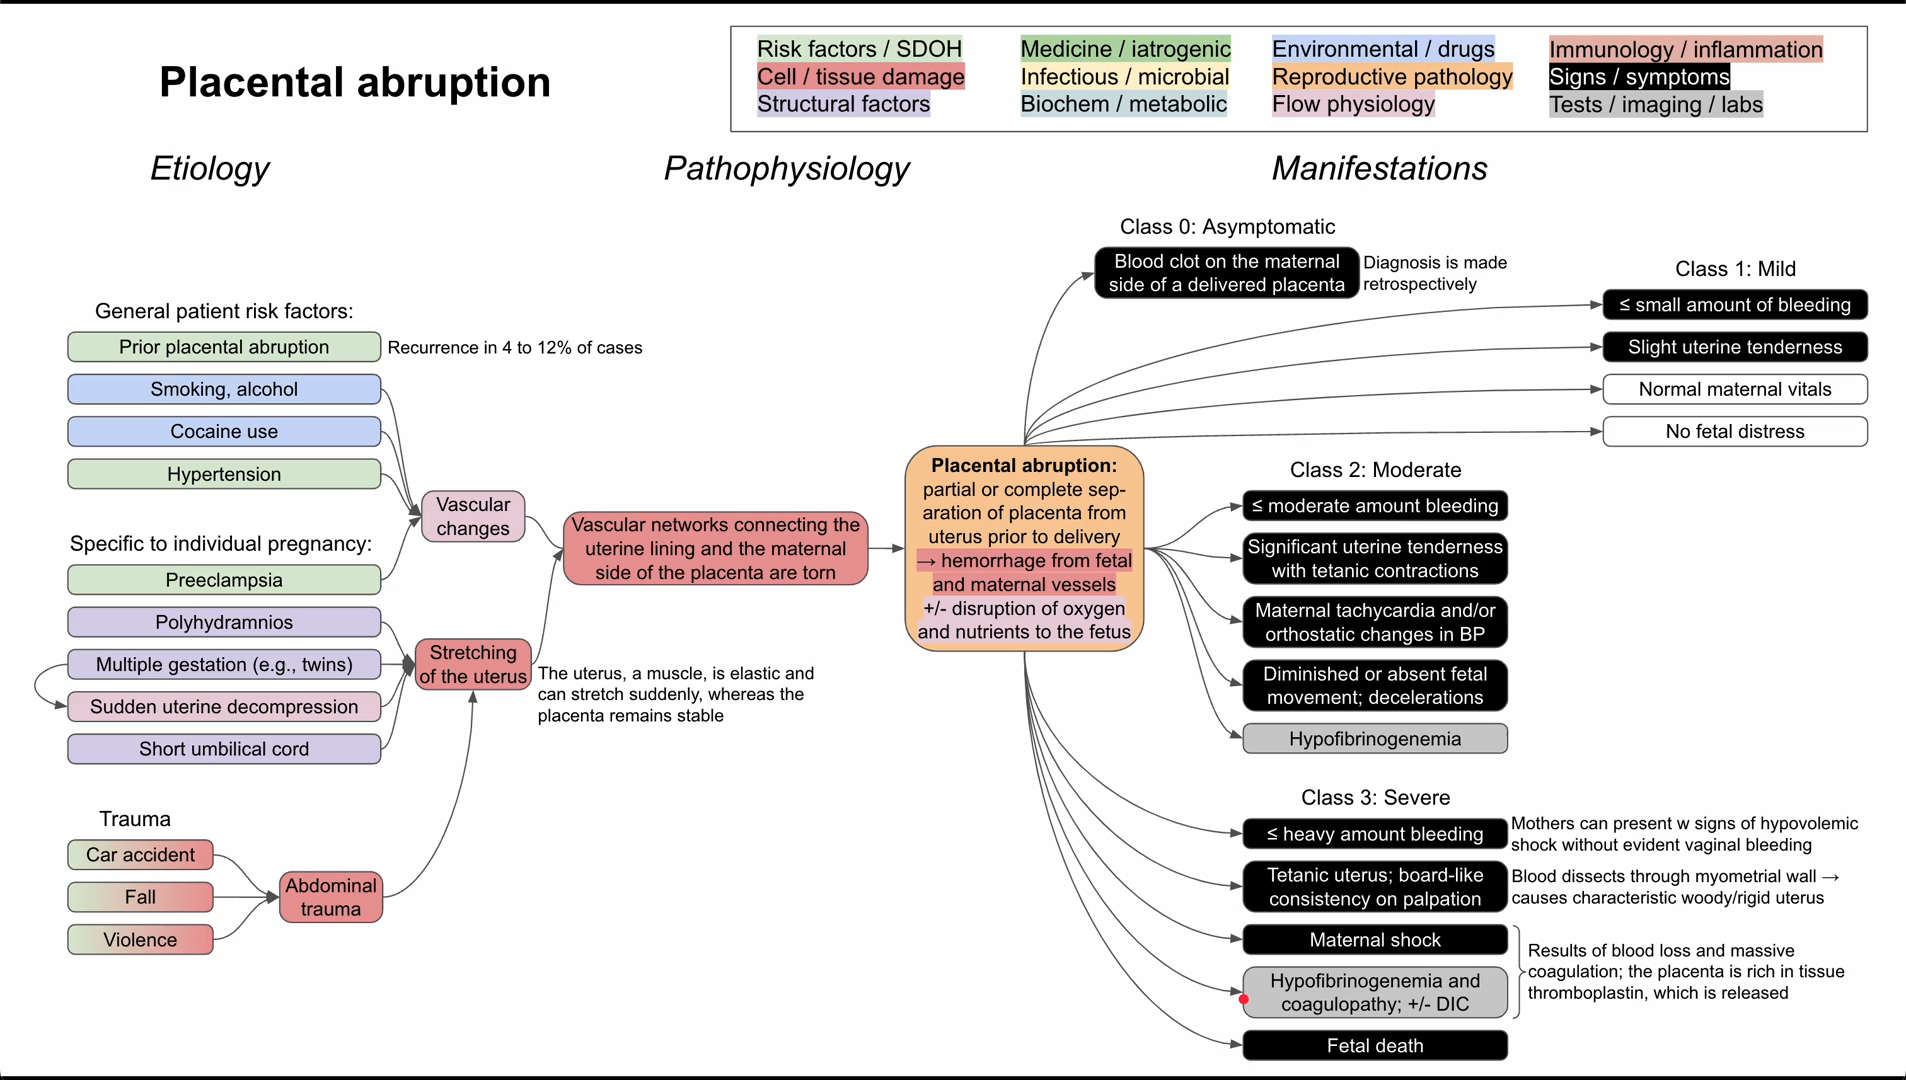 Placental abruption
Risk factors / SDOH
Cell / tissue damage
Structural factors
Medicine / iatrogenic
Infectious / microbial
Biochem / metabolic
Environmental / drugs
Reproductive pathology
Flow physiology
Immunology / inflammation
Signs / symptoms
Tests / imaging / labs
Etiology
Pathophysiology
Manifestations
General patient risk factors:
Prior placental abruption
Recurrence in 4 to 12% of cases
Smoking, alcohol
Cocaine use
Hypertension
Specific to individual pregnancy:
Preeclampsia
Polyhydramnios
Multiple gestation (e.g., twins)
Sudden uterine decompression
Short umbilical cord
Trauma
Car accident
Fall
Violence
Abdominal
trauma
Vascular
changes
Stretching
of the uterus
The uterus, a muscle, is elastic and
can stretch suddenly, whereas the
placenta remains stable
Vascular networks connecting the
uterine lining and the maternal
side of the placenta are torn
Placental abruption:
partial or complete sep-
aration of placenta from
uterus prior to delivery
→ hemorrhage from fetal
and maternal vessels
+/- disruption of oxygen
and nutrients to the fetus
Class 0: Asymptomatic
Blood clot on the maternal
side of a delivered placenta
Diagnosis is made
retrospectively
Class 1: Mild
≤ small amount of bleeding
Slight uterine tenderness
Normal maternal vitals
No fetal distress
Class 2: Moderate
≤ moderate amount bleeding
Significant uterine tenderness
with tetanic contractions
Maternal tachycardia and/or
orthostatic changes in BP
Diminished or absent fetal
movement; decelerations
Hypofibrinogenemia
Class 3: Severe
≤ heavy amount bleeding
Mothers can present w signs of hypovolemic
shock without evident vaginal bleeding
Tetanic uterus; board-like
consistency on palpation
Blood dissects through myometrial wall →
causes characteristic woody/rigid uterus
Maternal shock
Hypofibrinogenemia and
coagulopathy; +/- DIC
Results of blood loss and massive
coagulation; the placenta is rich in tissue
thromboplastin, which is released
Fetal death